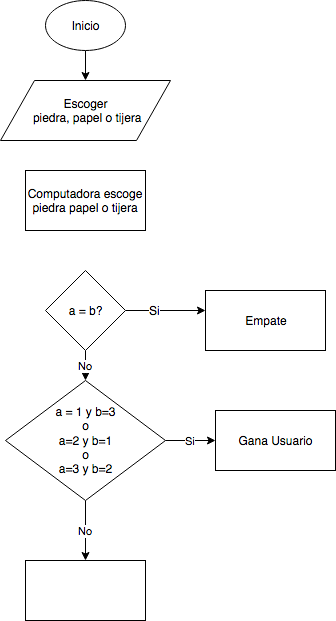 Inicio
Escoger
piedra, papel o tijera
Computadora escoge
piedra papel o tijera
a = b?
Si
Empate
No
a = 1 y b=3
o
a=2 y b=1
o
a=3 y b=2
Si
Gana Usuario
No